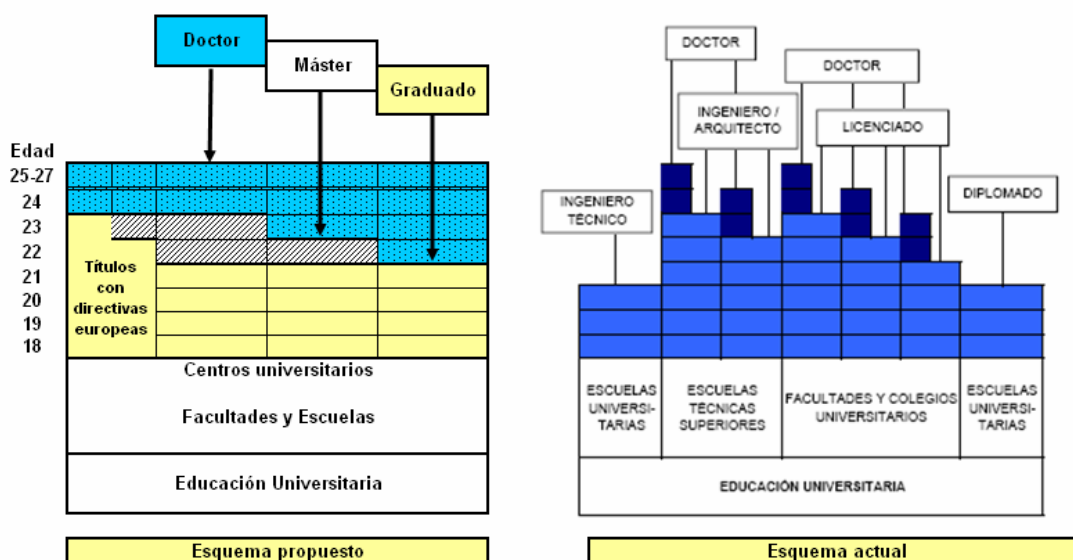 Doctor
Máster
Graduado
Edad
25-27
24
23
22
21
20
19
18
Títulos
con
directivas
europeas
Centros universitarios
Facultades y Escuelas
Educación Universitaria
Esquema propuesto
DOCTOR
DOCTOR
INGENIERO /
ARQUITECTO
LICENCIADO
INGENIERO
TÉCNICO
DIPLOMADO
ESCUELAS
UNIVERSI-
TARIAS
ESCUELAS
TÉCNICAS
SUPERIORES
FACULTADES Y COLEGIOS
UNIVERSITARIOS
ESCUELAS
UNIVERSI-
TARIAS
EDUCACIÓN UNIVERSITARIA
Esquema actual